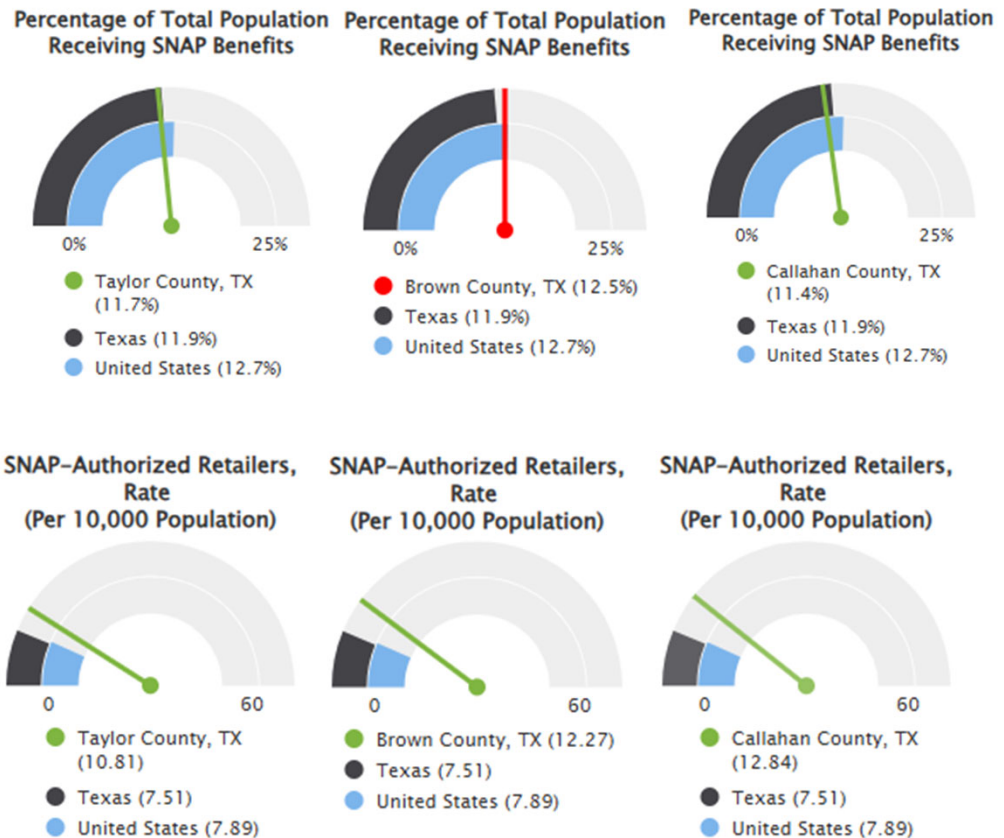 Percentage of Total Population
Receiving SNAP Benefits
0%
25%
Taylor County, TX
(11.7%)
Texas (11.9%)
United States (12.7%)
Percentage of Total Population
Receiving SNAP Benefits
0%
25%
Brown County, TX (12.5%)
Texas (11.9%)
United States (12.7%)
Percentage of Total Population
Receiving SNAP Benefits
0%
25%
Callahan County, TX
(11.4%)
Texas (11.9%)
United States (12.7%)
SNAP-Authorized Retailers,
Rate
(Per 10,000 Population)
0
60
Taylor County, TX
(10.81)
Texas (7.51)
United States (7.89)
SNAP-Authorized Retailers,
Rate
(Per 10,000 Population)
0
60
Brown County, TX (12.27)
Texas (7.51)
United States (7.89)
SNAP-Authorized Retailers,
Rate
(Per 10,000 Population)
0
60
Callahan County, TX
(12.84)
Texas (7.51)
United States (7.89)